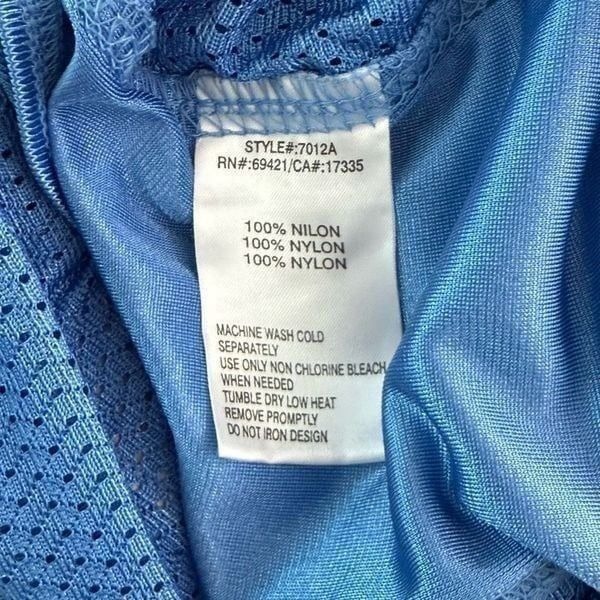 STYLE#:7012A
RN#:69421/CA#:17335
100% NILON
100% NYLON
100% NYLON
MACHINE WASH COLD
SEPARATELY
USE ONLY NON CHLORINE BLEACH
WHEN NEEDED
TUMBLE DRY LOW HEAT
REMOVE PROMPTLY
DO NOT IRON DESIGN